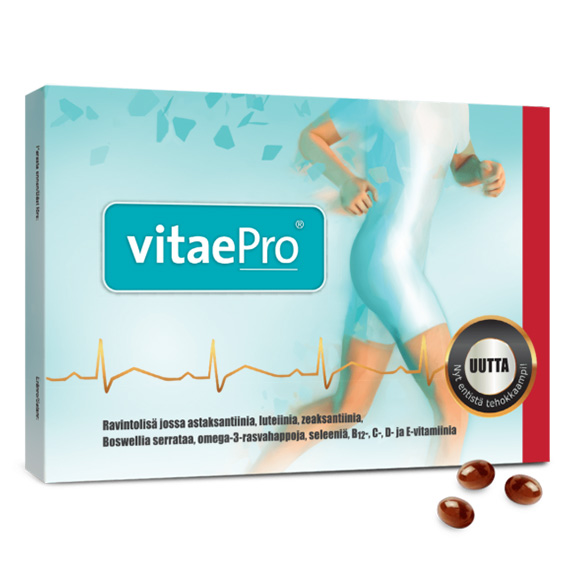 vitaePro®
UUTTA
Nyt entistä tehokkaampi!
Ravintolisä jossa astaksantiinia, luteiinia, zeaksantiinia,
Boswellia serrataa, omega-3-rasvahappoja, seleeniä, B12-, C-, D- ja E-vitamiinia